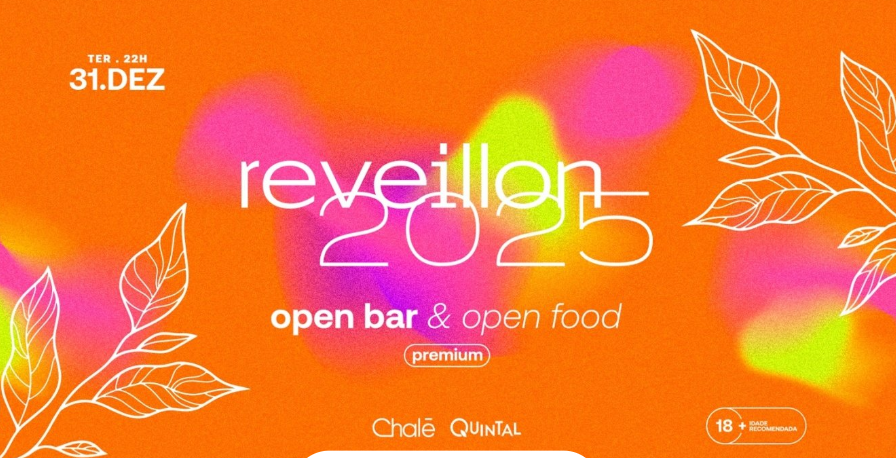 TER . 22H
31.DEZ
reveillon
2025
open bar & open food
premium
Chalē QUINTAL
18 + IDADE
RECOMENDADA